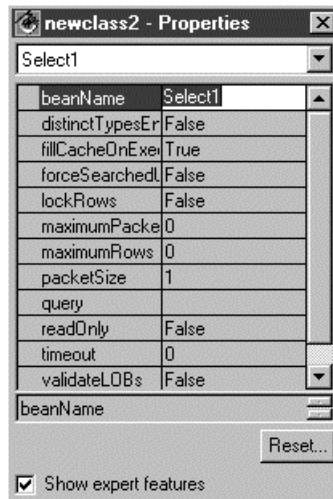 newclass2 - Properties
Select1
beanName Select1
distinctTypesEr False
fillCacheOnExe True
forceSearchedU False
lockRows False
maximumPacke 0
maximumRows 0
packetSize 1
query
readOnly False
timeout 0
validateLOBs False
beanName
Reset...
Show expert features